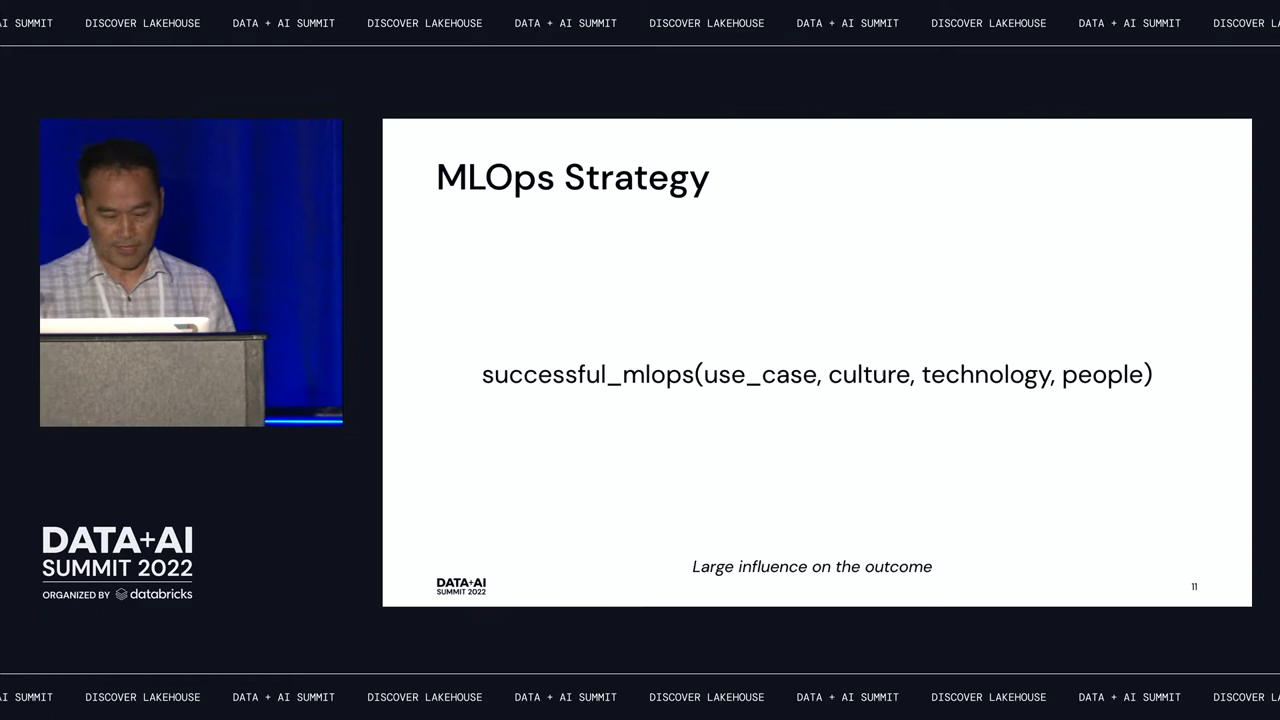 AI SUMMIT DISCOVER LAKEHOUSE DATA + AI SUMMIT DISCOVER LAKEHOUSE DATA + AI SUMMIT DISCOVER LAKEHOUSE DATA + AI SUMMIT DISCOVER LAKEHOUSE DATA + AI SUMMIT DISCOVER
MLOps Strategy
successful_mlops(use_case, culture, technology, people)
Large influence on the outcome
DATA+AI
SUMMIT 2022
11
DATA+AI
SUMMIT 2022
ORGANIZED BY databricks
AI SUMMIT DISCOVER LAKEHOUSE DATA + AI SUMMIT DISCOVER LAKEHOUSE DATA + AI SUMMIT DISCOVER LAKEHOUSE DATA + AI SUMMIT DISCOVER LAKEHOUSE DATA + AI SUMMIT DISCOVER